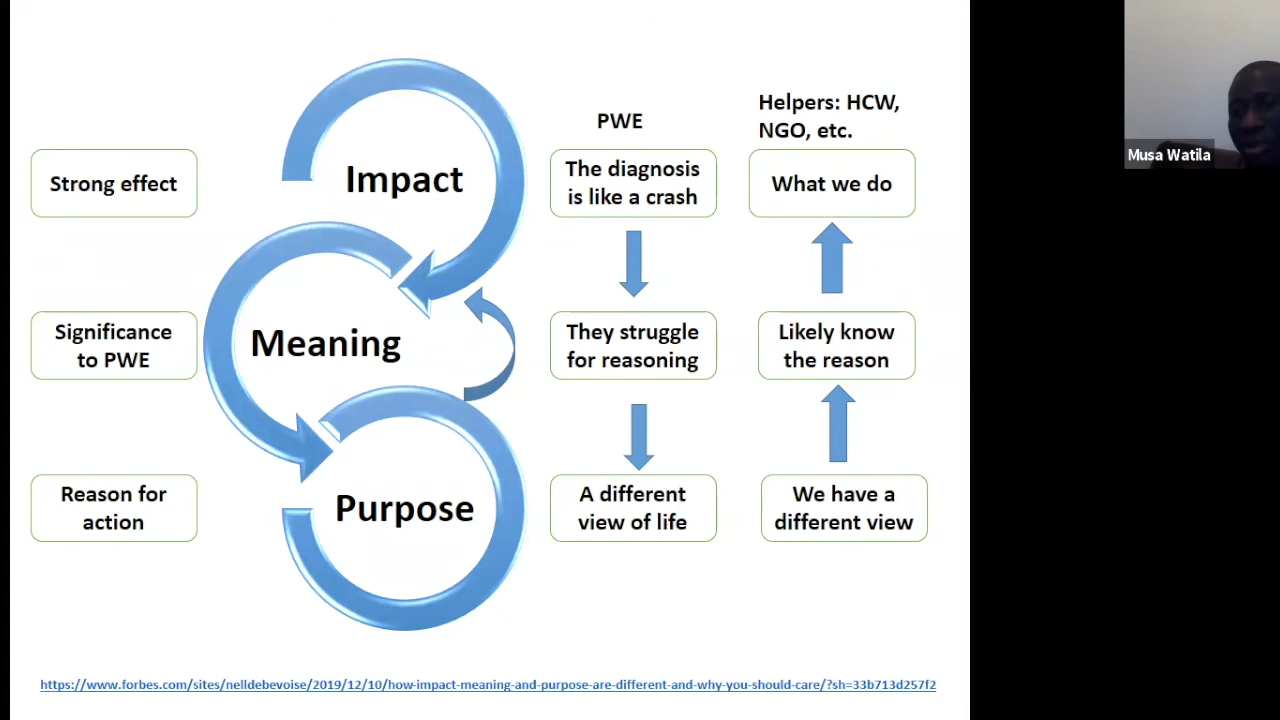 PWE
Helpers: HCW,
NGO, etc.
Strong effect
Impact
The diagnosis
is like a crash
What we do
Significance
to PWE
Meaning
They struggle
for reasoning
Likely know
the reason
Reason for
action
Purpose
A different
view of life
We have a
different view
https://www.forbes.com/sites/nelldebevoise/2019/12/10/how-impact-meaning-and-purpose-are-different-and-why-you-should-care/?sh=33b713d257f2
Musa Watila